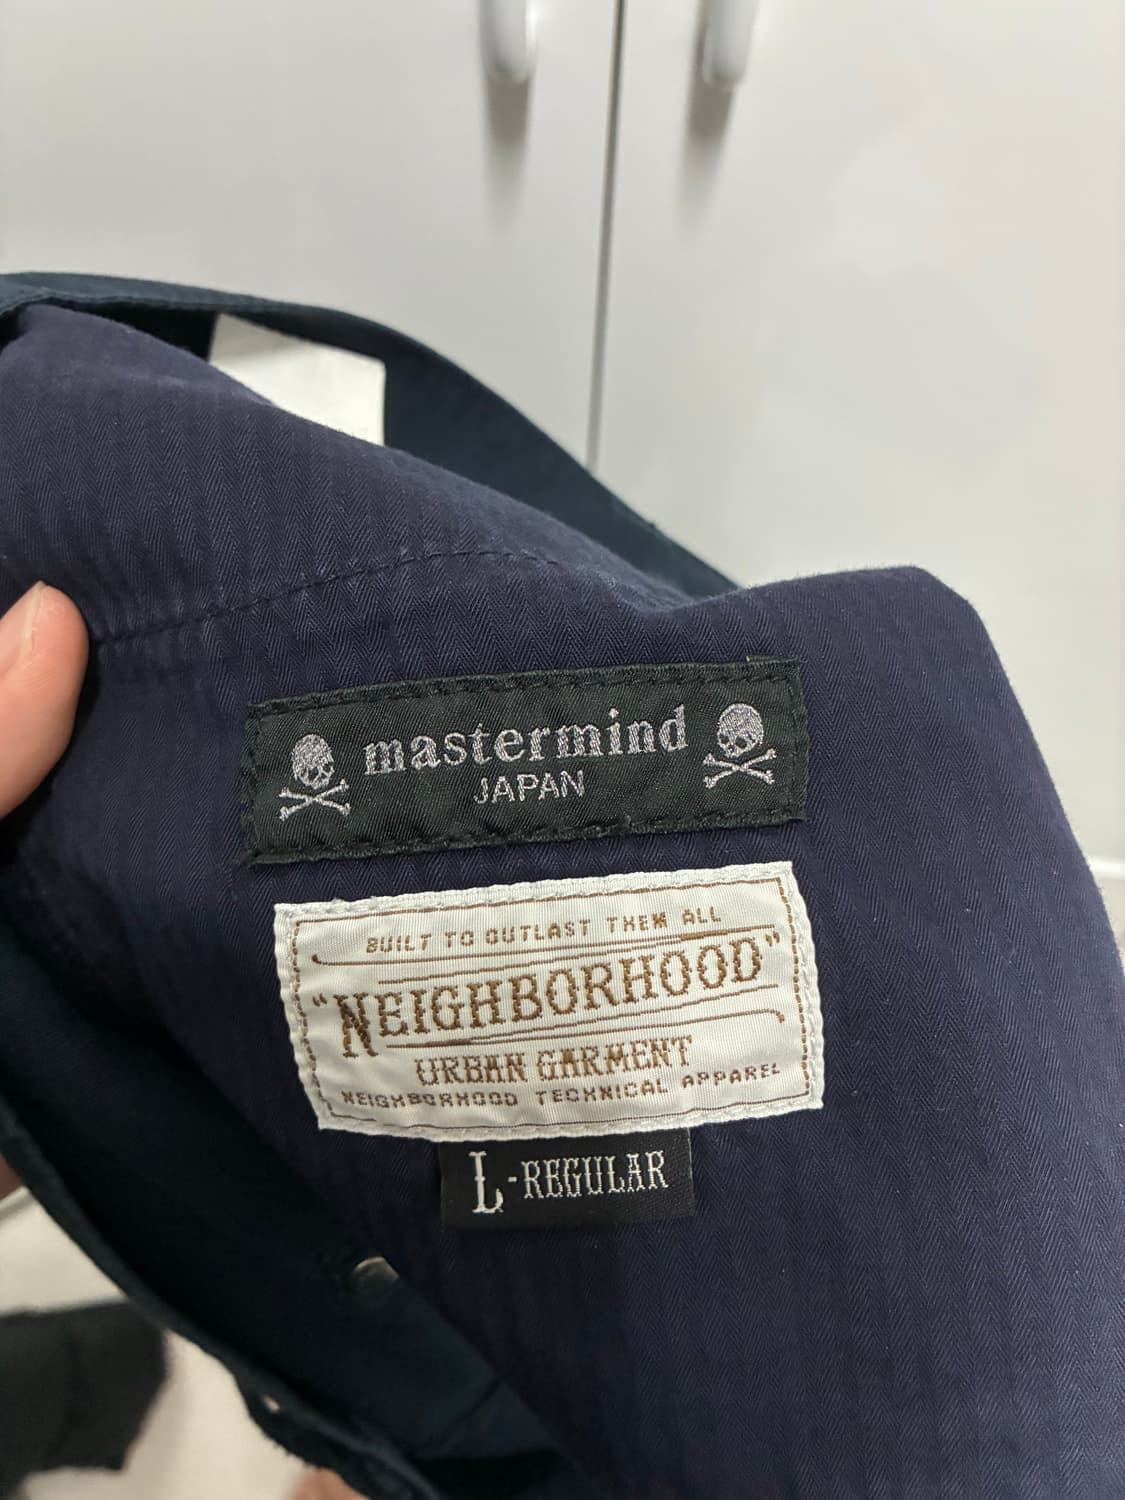 mastermind
JAPAN
BUILT TO OUTLAST THEM ALL
"NEIGHBORHOOD"
URBAN GARMENT
NEIGHBORHOOD TECHNICAL APPAREL
L-REGULAR